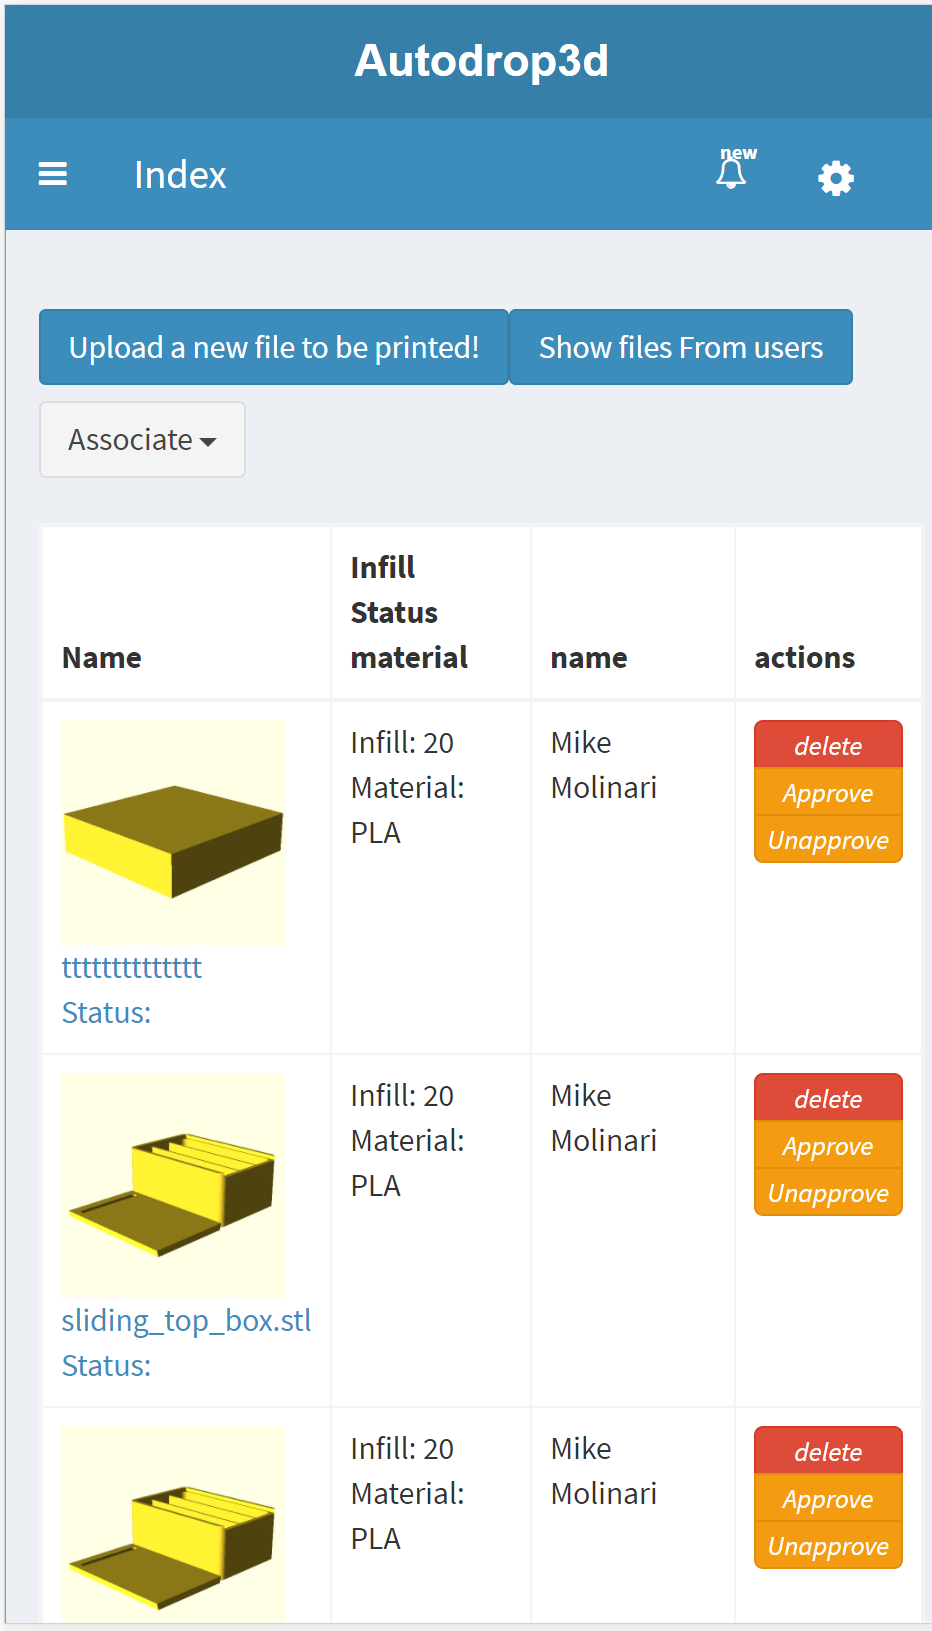 Autodrop3d
Index
new
Upload a new file to be printed!
Show files From users
Associate
Name
Infill
Status
material
name
actions
Infill: 20
Material:
PLA
Mike
Molinari
delete
Approve
Unapprove
tttttttttttttt
Status:
Infill: 20
Material:
PLA
Mike
Molinari
delete
Approve
Unapprove
sliding_top_box.stl
Status:
Infill: 20
Material:
PLA
Mike
Molinari
delete
Approve
Unapprove